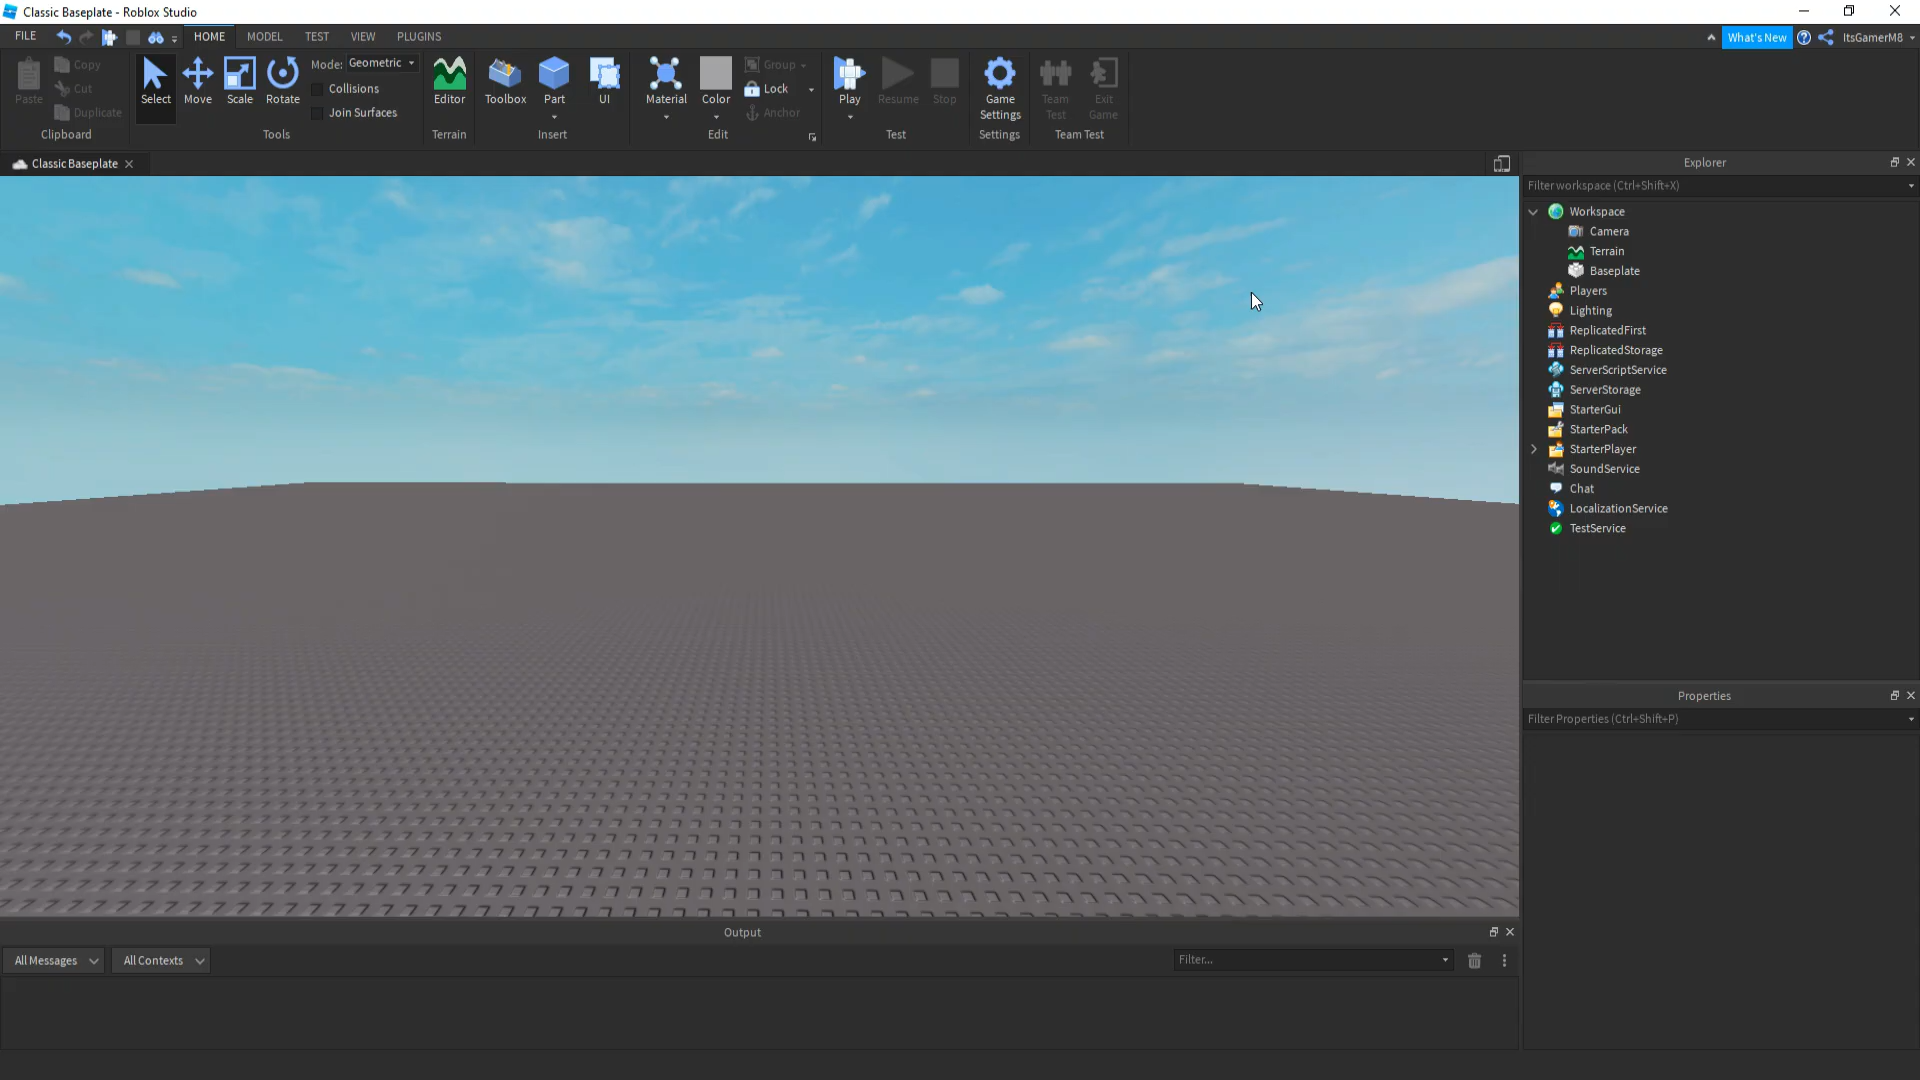 Classic Baseplate - Roblox Studio
FILE HOME MODEL TEST VIEW PLUGINS What's New ItsGamerM8
Paste
Copy
Cut
Duplicate
Clipboard
Select Move Scale Rotate
Mode: Geometric
Collisions
Join Surfaces
Tools
Editor
Terrain
Toolbox Part UI
Insert
Material Color
Group
Lock
Anchor
Edit
Play Resume Stop
Test
Game Settings
Settings
Team Test
Exit Game
Team Test
Classic Baseplate
Explorer
Filter workspace (Ctrl+Shift+X)
Workspace
Camera
Terrain
Baseplate
Players
Lighting
ReplicatedFirst
ReplicatedStorage
ServerScriptService
ServerStorage
StarterGui
StarterPack
StarterPlayer
SoundService
Chat
LocalizationService
TestService
Properties
Filter Properties (Ctrl+Shift+P)
Output
All Messages All Contexts Filter...